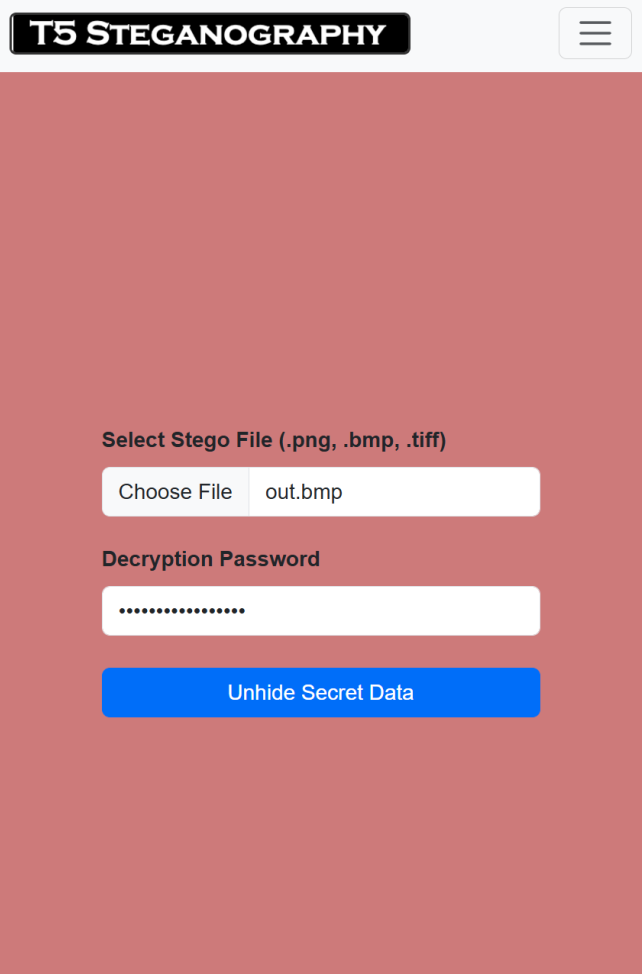 T5 Steganography
Select Stego File (.png, .bmp, .tiff)
Choose File out.bmp
Decryption Password
•••••••••••••••••
Unhide Secret Data